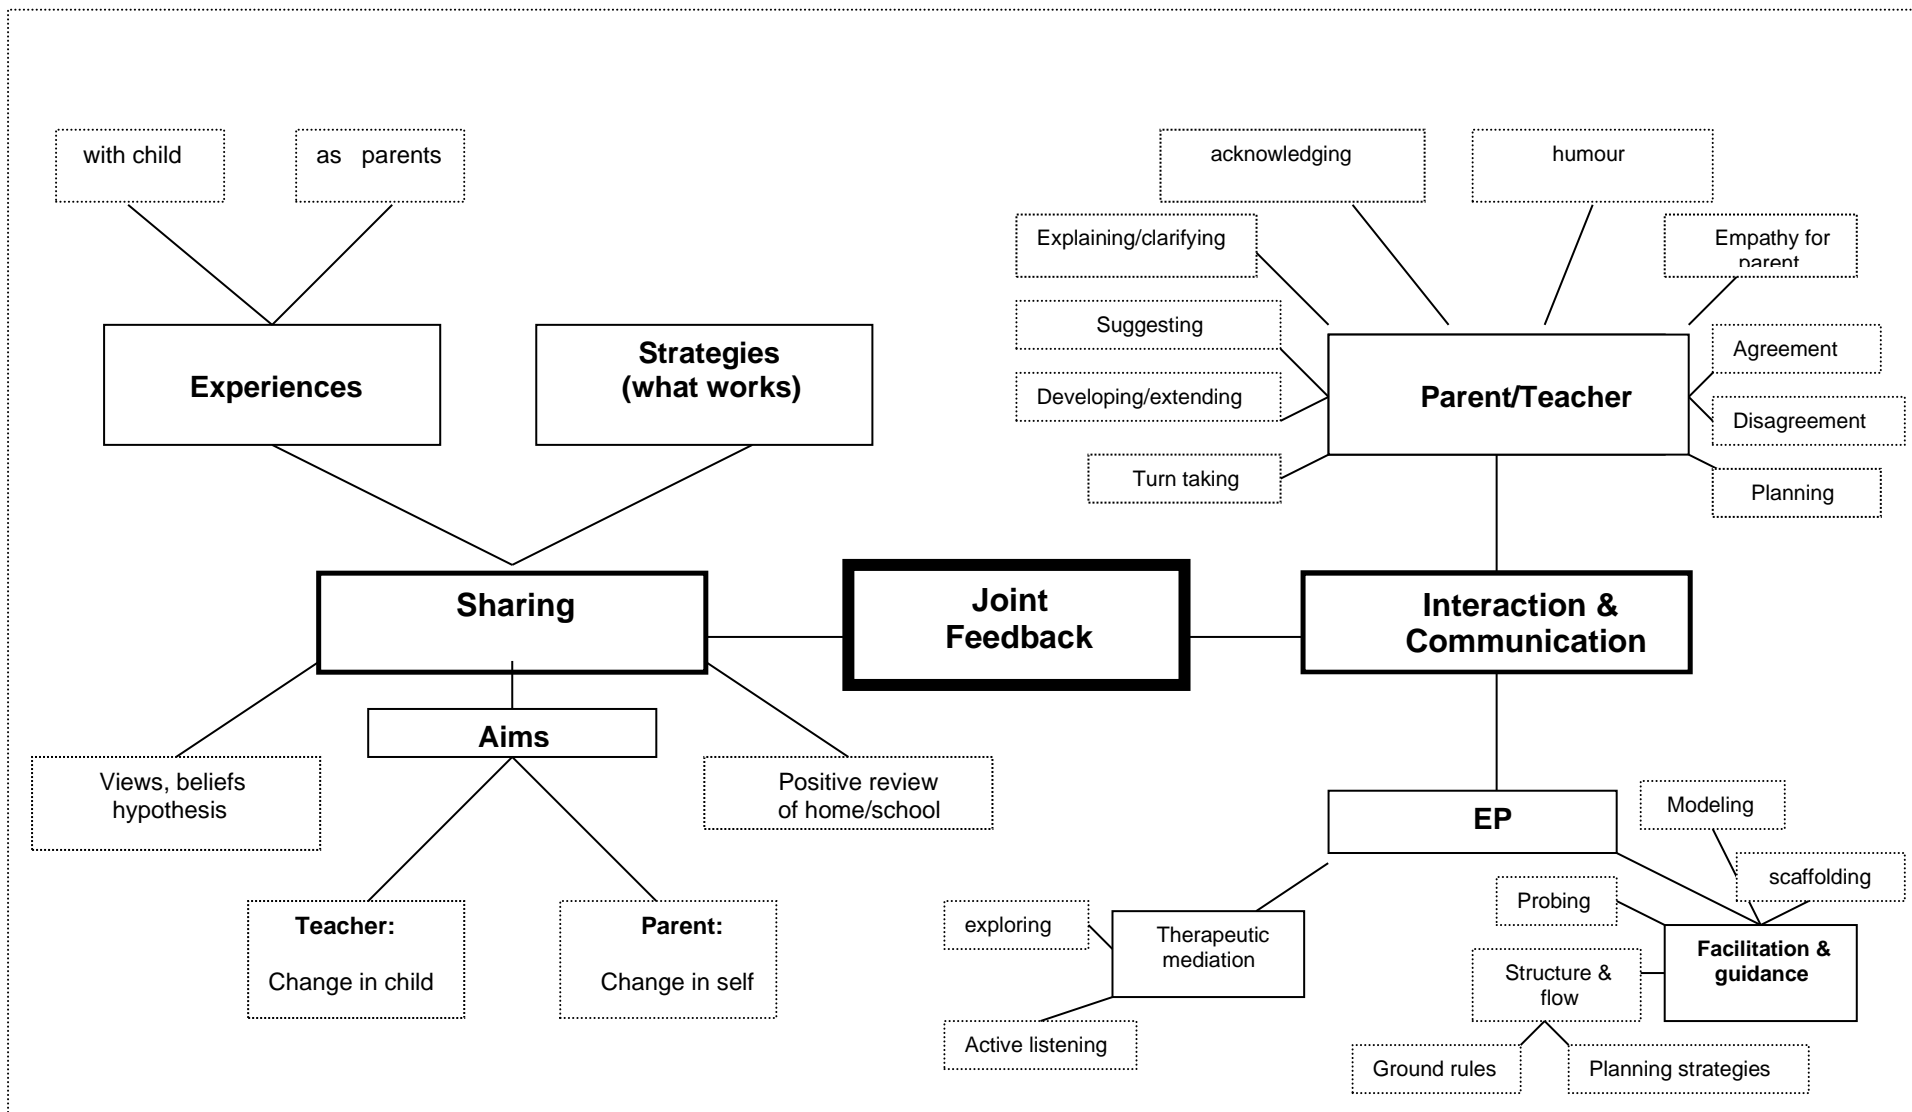 with child
as parents
acknowledging
humour
Explaining/clarifying
Empathy for
parent
Suggesting
Agreement
Developing/extending
Disagreement
Turn taking
Planning
Parent/Teacher
Experiences
Strategies
(what works)
Sharing
Joint
Feedback
Interaction &
Communication
Aims
Views, beliefs
hypothesis
Positive review
of home/school
Teacher:
Change in child
Parent:
Change in self
EP
Modeling
scaffolding
Probing
exploring
Therapeutic
mediation
Facilitation &
guidance
Structure &
flow
Active listening
Ground rules
Planning strategies